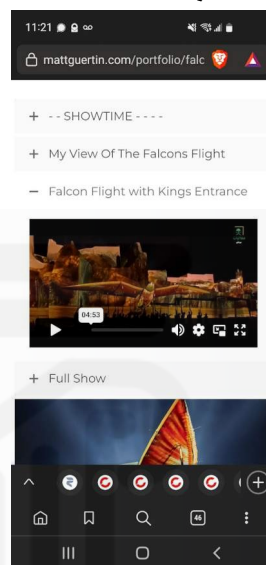 11:21
mattguertin.com/portfolio/falc
+ - - SHOWTIME - - - -
+ My View Of The Falcons Flight
− Falcon Flight with Kings Entrance
04:53
+ Full Show
46